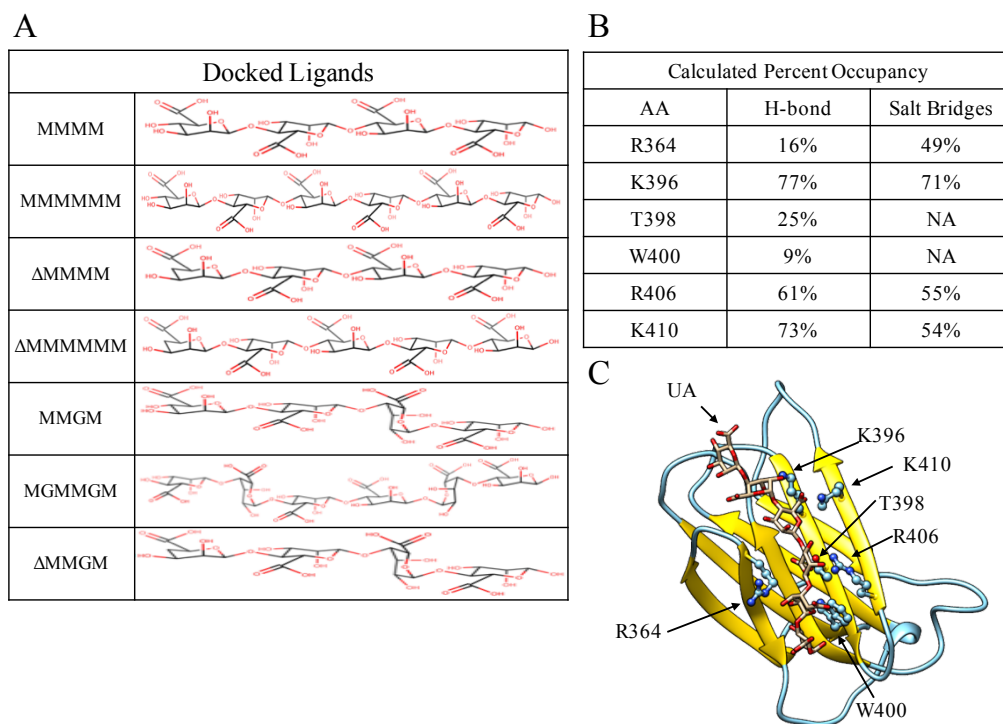 A
Docked Ligands
MMMM
MMMMMM
ΔMMMM
ΔMMMMMM
MMGM
MGMMGM
ΔMMGM
B
Calculated Percent Occupancy
AA H-bond Salt Bridges
R364 16% 49%
K396 77% 71%
T398 25% NA
W400 9% NA
R406 61% 55%
K410 73% 54%
C
UA
K396
K410
T398
R406
R364
W400